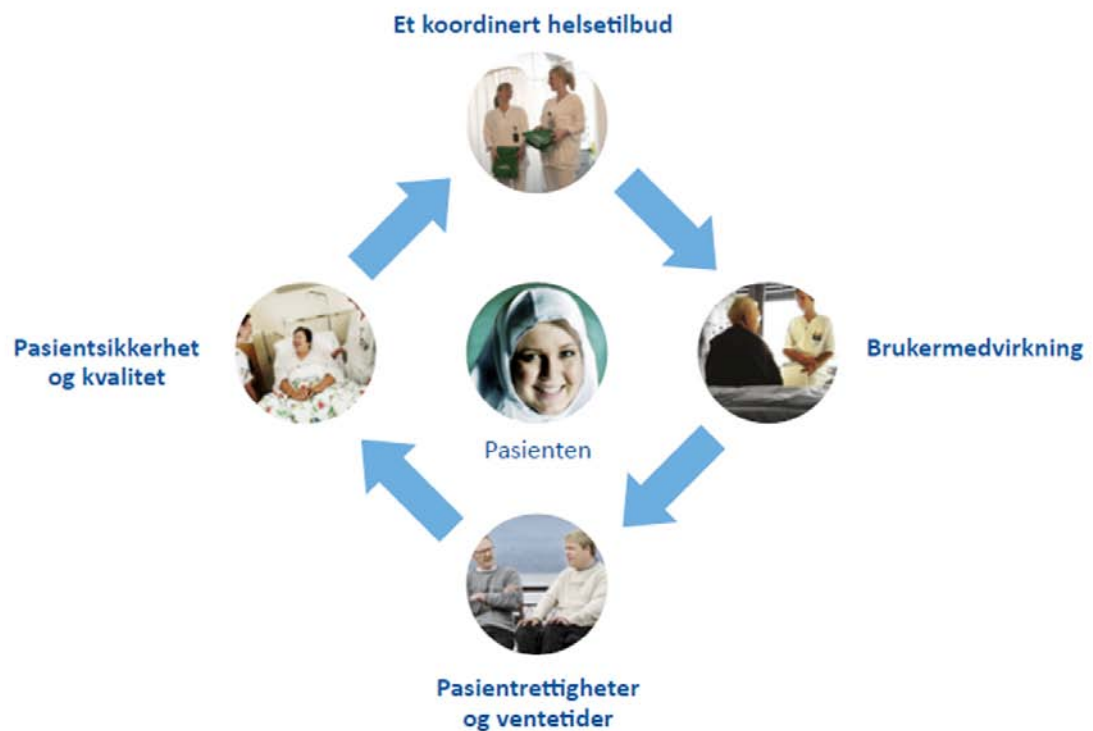 Et koordinert helsetilbud
Pasientsikkerhet
og kvalitet
Brukermedvirkning
Pasienten
Pasientrettigheter
og ventetider